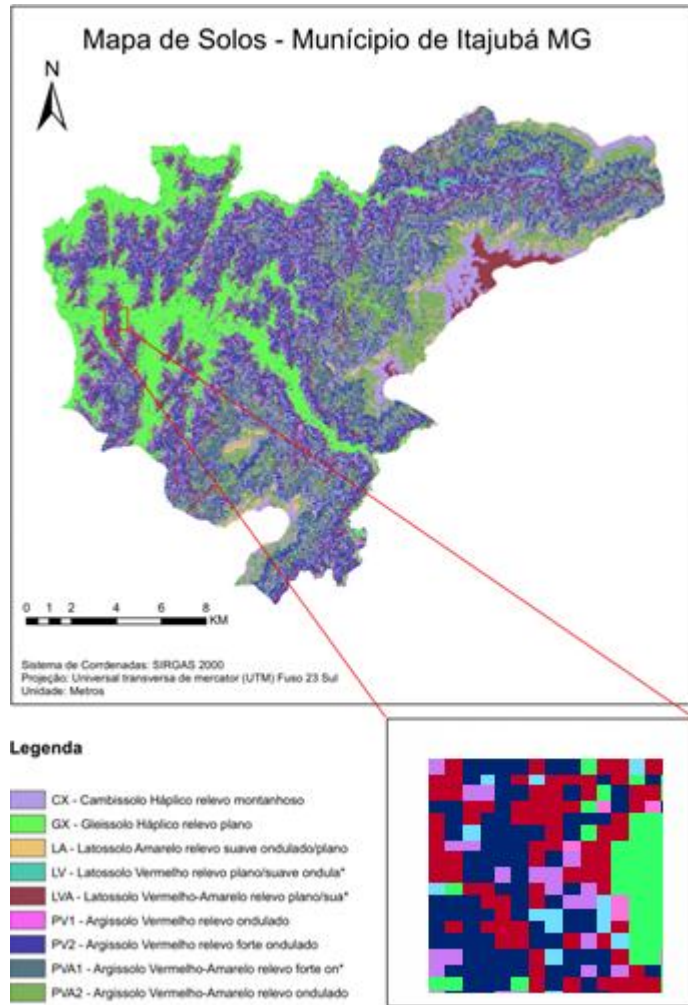 Mapa de Solos - Munícipio de Itajubá MG
N
0 1 2 4 6 8
KM
Sistema de Corrdenadas: SIRGAS 2000
Projeção: Universal transversa de mercator (UTM) Fuso 23 Sul
Unidade: Metros
Legenda
CX - Cambissolo Háplico relevo montanhoso
GX - Gleissolo Háplico relevo plano
LA - Latossolo Amarelo relevo suave ondulado/plano
LV - Latossolo Vermelho relevo plano/suave ondula*
LVA - Latossolo Vermelho-Amarelo relevo plano/sua*
PV1 - Argissolo Vermelho relevo ondulado
PV2 - Argissolo Vermelho relevo forte ondulado
PVA1 - Argissolo Vermelho-Amarelo relevo forte on*
PVA2 - Argissolo Vermelho-Amarelo relevo ondulado